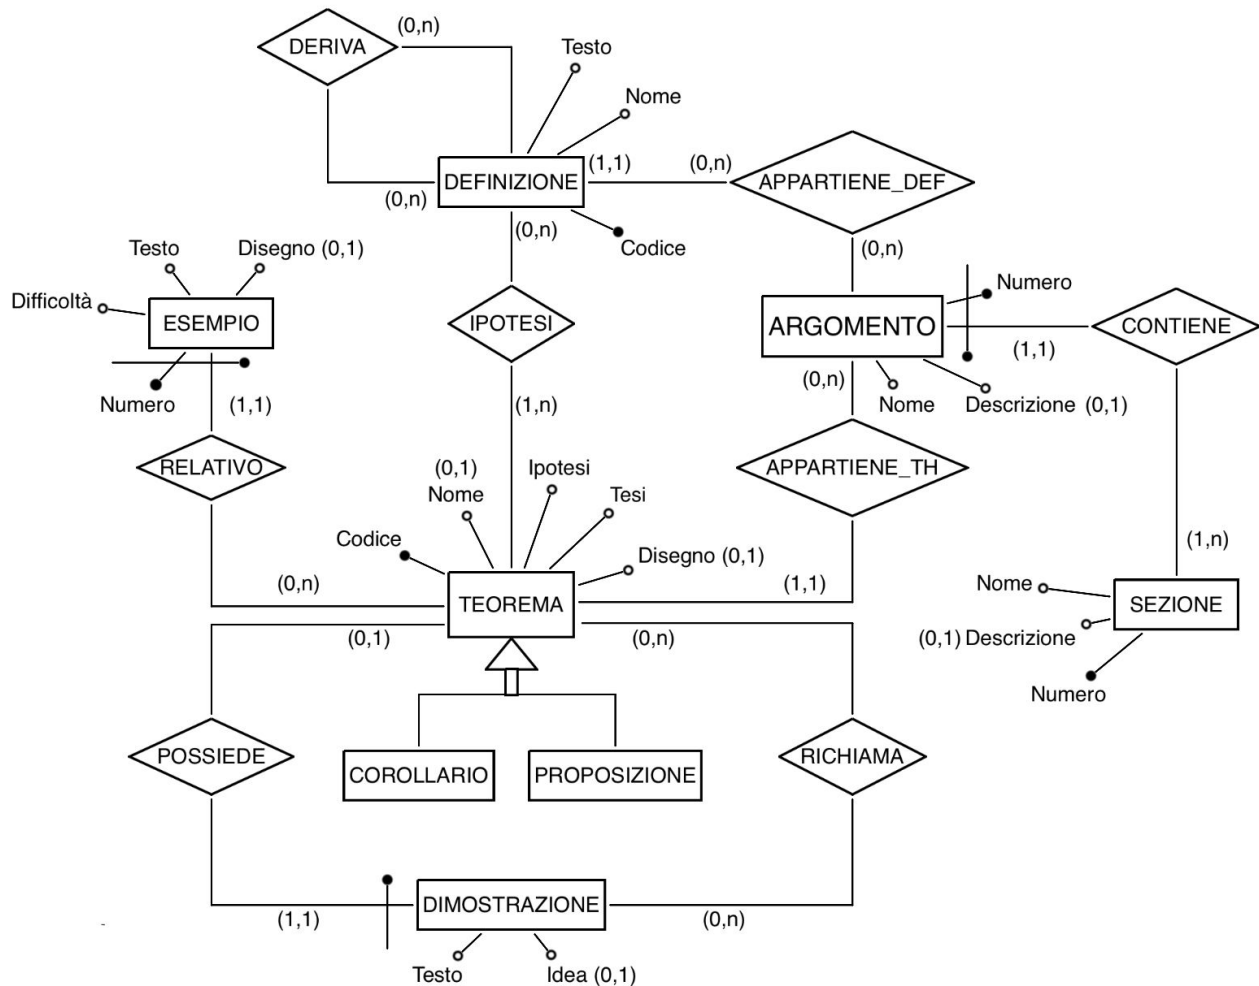 (0,n)
DERIVA
Testo
Nome
(1,1)
(0,n)
DEFINIZIONE
APPARTIENE_DEF
(0,n)
(0,n)
Codice
(0,n)
Testo
Disegno (0,1)
Difficoltà
ESEMPIO
IPOTESI
Numero
ARGOMENTO
CONTIENE
(1,1)
(0,n)
Numero
(1,1)
(1,n)
Nome
Descrizione (0,1)
RELATIVO
APPARTIENE_TH
(0,1)
Nome
Ipotesi
Tesi
Codice
Disegno (0,1)
(1,n)
(0,n)
(1,1)
Nome
TEOREMA
SEZIONE
(0,1)
(0,n)
(0,1) Descrizione
Numero
POSSIEDE
COROLLARIO
PROPOSIZIONE
RICHIAMA
(1,1)
DIMOSTRAZIONE
(0,n)
Testo
Idea (0,1)